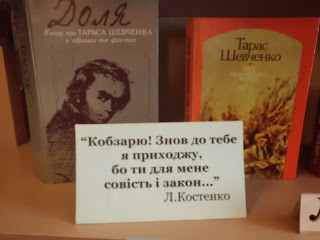 Доля
Книга про ТАРАСА ШЕВЧЕНКА
в образах та фактах
Тарас
Шевченко
“Кобзарю! Знов до тебе
я приходжу,
бо ти для мене
совість і закон...”
Л.Костенко